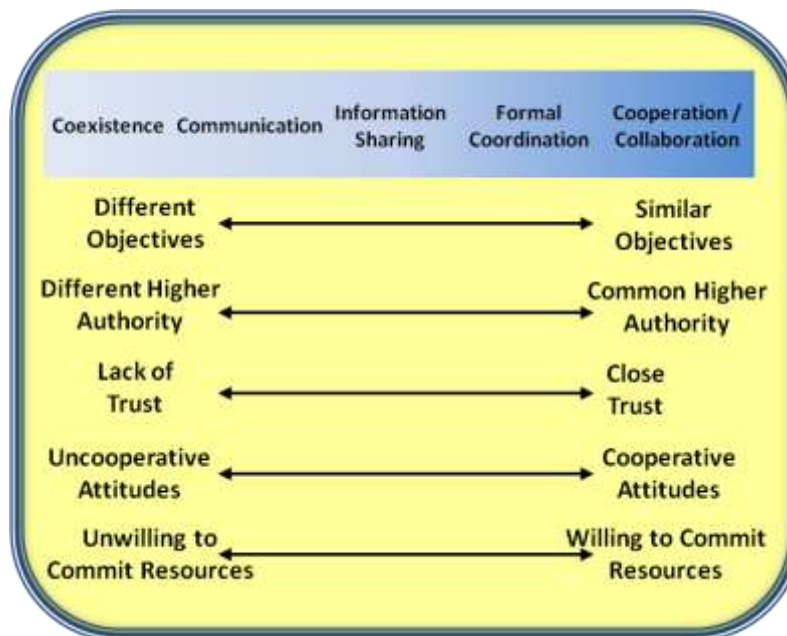 Coexistence Communication Information Sharing Formal Coordination Cooperation / Collaboration
Different Objectives
Similar Objectives
Different Higher Authority
Common Higher Authority
Lack of Trust
Close Trust
Uncooperative Attitudes
Cooperative Attitudes
Unwilling to Commit Resources
Willing to Commit Resources